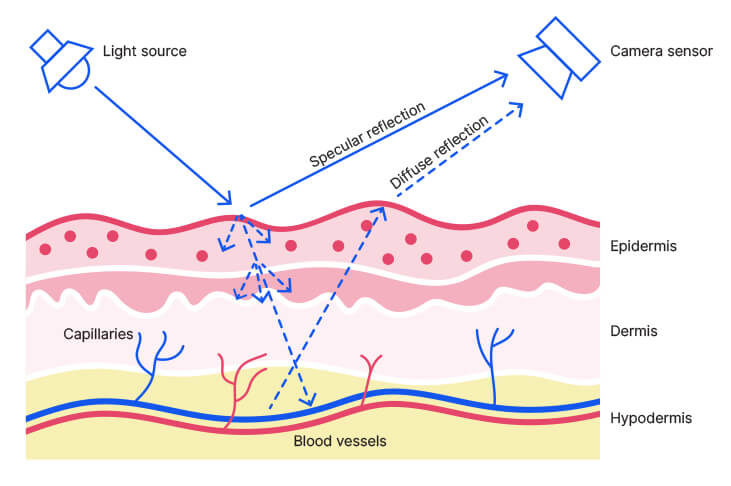 Light source
Camera sensor
Specular reflection
Diffuse reflection
Epidermis
Capillaries
Dermis
Hypodermis
Blood vessels